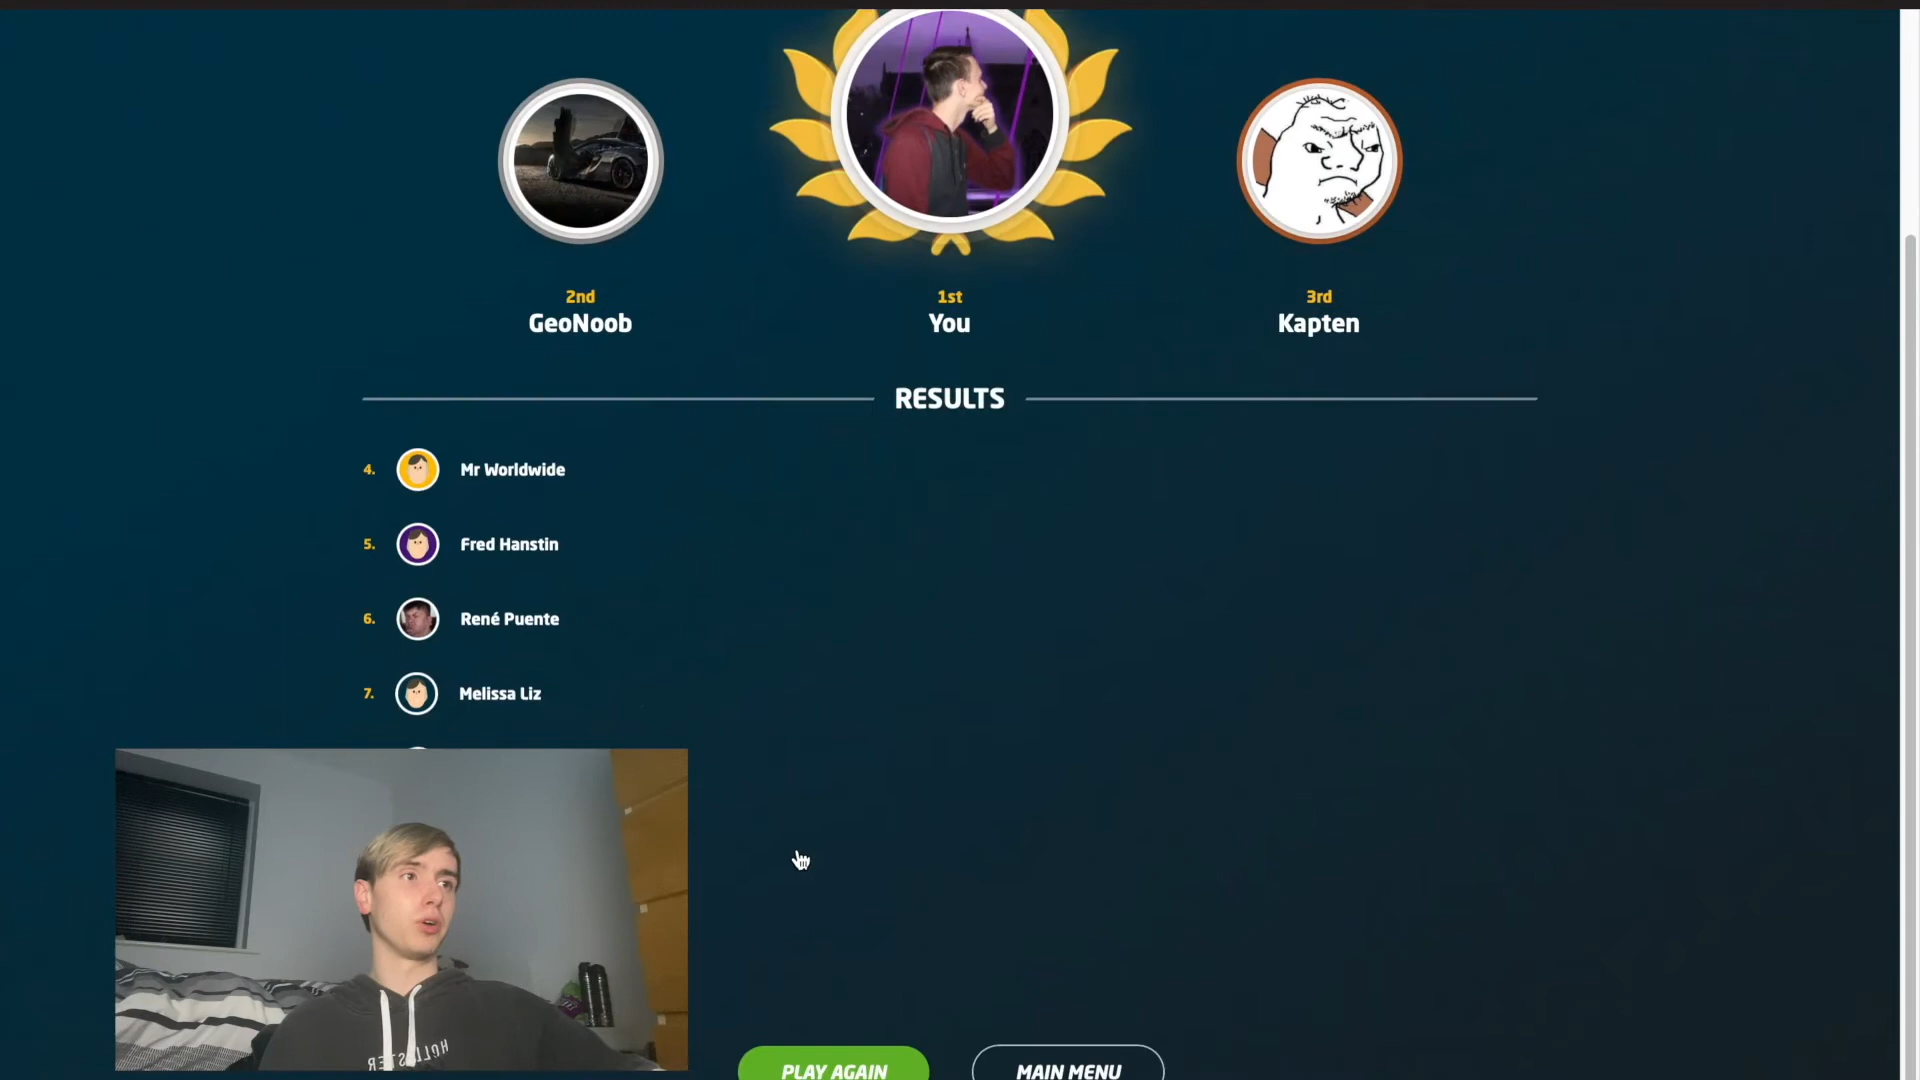 2nd
GeoNoob
1st
You
3rd
Kapten
RESULTS
4. Mr Worldwide
5. Fred Hanstin
6. René Puente
7. Melissa Liz
HOLLISTER
PLAY AGAIN
MAIN MENU